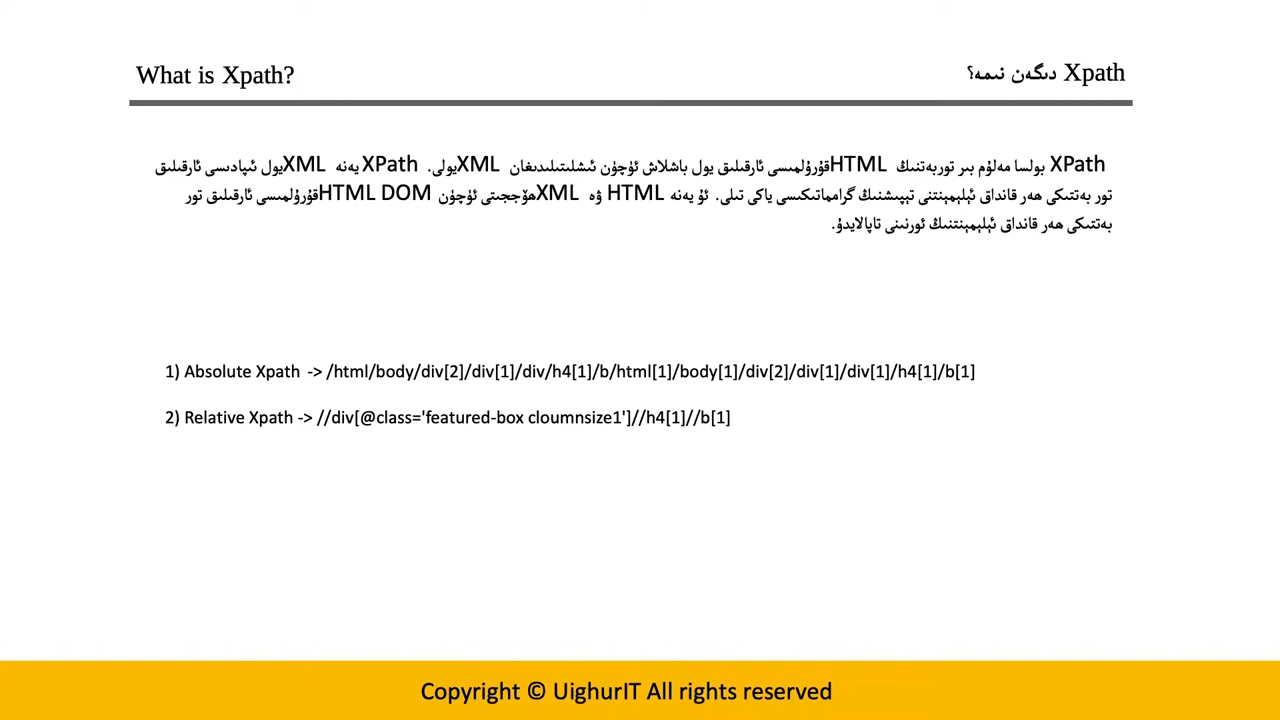 What is Xpath?
Xpath دىگەن نىمە؟
XPath بولسا مەلۇم بىر توربەتنىڭ HTMLقۇرۇلمىسى ئارقىلىق يول باشلاش ئۈچۈن ئىشلىتىلىدىغان XMLيولى. XPath يەنە XMLيول ئىپادىسى ئارقىلىق
تور بەتتىكى ھەر قانداق ئېلېمېنتنى تېپىشنىڭ گرامماتىكىسى ياكى تىلى. ئۇ يەنە HTML ۋە XMLھۆججىتى ئۈچۈن HTML DOMقۇرۇلمىسى ئارقىلىق تور
بەتتىكى ھەر قانداق ئېلېمېنتنىڭ ئورنىنى تاپالايدۇ.
1) Absolute Xpath -> /html/body/div[2]/div[1]/div/h4[1]/b/html[1]/body[1]/div[2]/div[1]/div[1]/h4[1]/b[1]
2) Relative Xpath -> //div[@class='featured-box cloumnsize1']//h4[1]//b[1]
Copyright © UighurIT All rights reserved